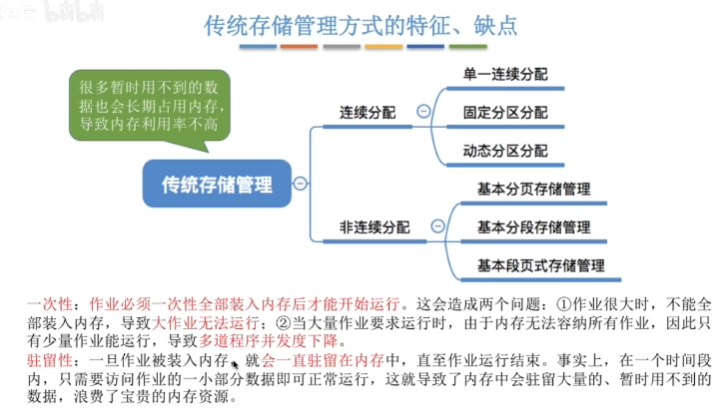 传统存储管理方式的特征、缺点
很多暂时用不到的数
据也会长期占用内存，
导致内存利用率不高
传统存储管理
连续分配
单一连续分配
固定分区分配
动态分区分配
非连续分配
基本分页存储管理
基本分段存储管理
基本段页式存储管理
一次性：作业必须一次性全部装入内存后才能开始运行。这会造成两个问题：①作业很大时，不能全
部装入内存，导致大作业无法运行；②当大量作业要求运行时，由于内存无法容纳所有作业，因此只
有少量作业能运行，导致多道程序并发度下降。
驻留性：一旦作业被装入内存，就会一直驻留在内存中，直至作业运行结束。事实上，在一个时间段
内，只需要访问作业的一小部分数据即可正常运行，这就导致了内存中会驻留大量的、暂时用不到的
数据，浪费了宝贵的内存资源。